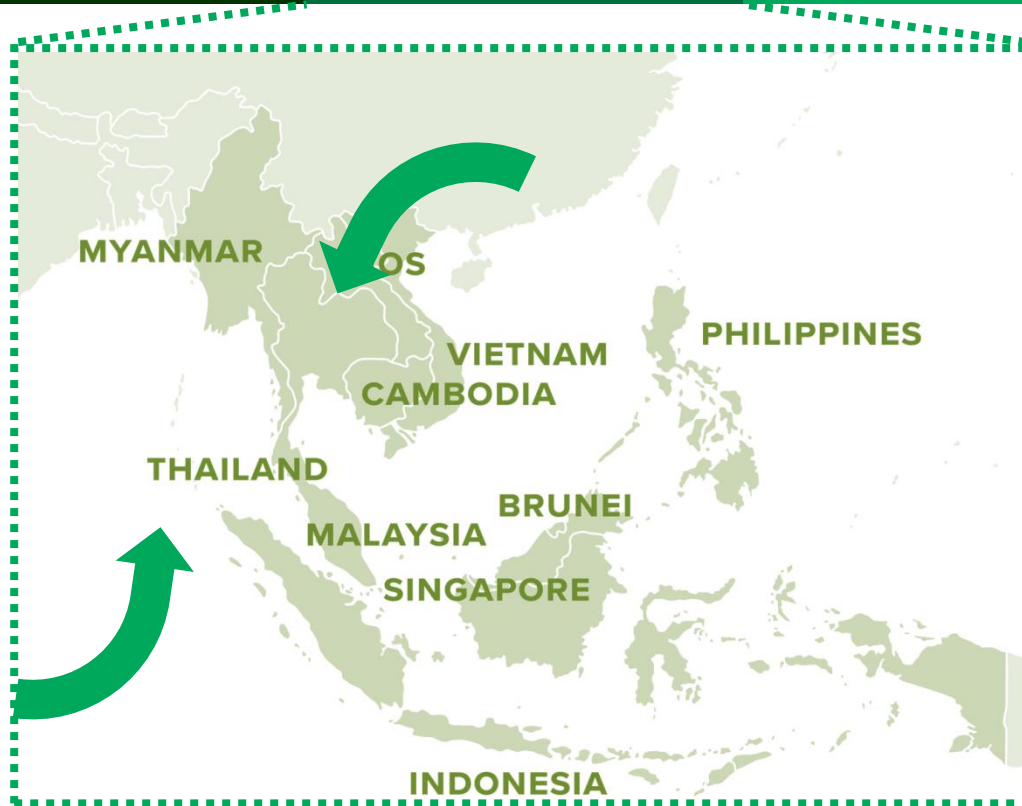 MYANMAR
OS
PHILIPPINES
VIETNAM
CAMBODIA
THAILAND
BRUNEI
MALAYSIA
SINGAPORE
INDONESIA